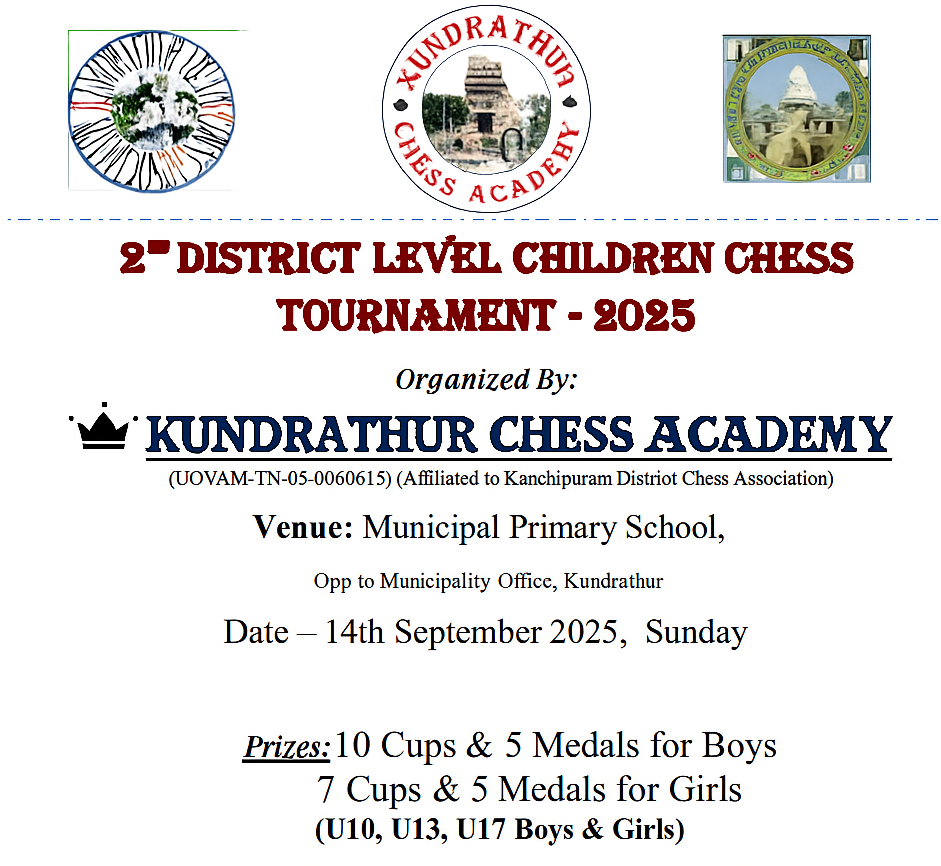 KUNDRATHUR
CHESS ACADEMY
2nd DISTRICT LEVEL CHILDREN CHESS
TOURNAMENT - 2025
Organized By:
KUNDRATHUR CHESS ACADEMY
(UOVAM-TN-05-0060615) (Affiliated to Kanchipuram Distriot Chess Association)
Venue: Municipal Primary School,
Opp to Municipality Office, Kundrathur
Date – 14th September 2025, Sunday
Prizes: 10 Cups & 5 Medals for Boys
7 Cups & 5 Medals for Girls
(U10, U13, U17 Boys & Girls)